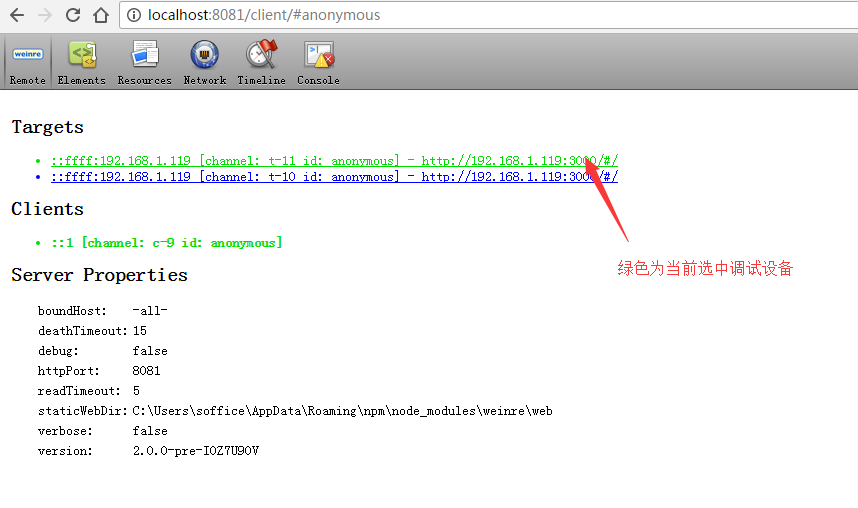 localhost:8081/client/#anonymous
weinre
Remote Elements Resources Network Timeline Console
Targets
::ffff:192.168.1.119 [channel: t-11 id: anonymous] - http://192.168.1.119:3000/#/
::ffff:192.168.1.119 [channel: t-10 id: anonymous] - http://192.168.1.119:3000/#/
Clients
::1 [channel: c-9 id: anonymous]
绿色为当前选中调试设备
Server Properties
boundHost: -all-
deathTimeout: 15
debug: false
httpPort: 8081
readTimeout: 5
staticWebDir: C:\Users\soffice\AppData\Roaming\npm\node_modules\weinre\web
verbose: false
version: 2.0.0-pre-I0Z7U9OV